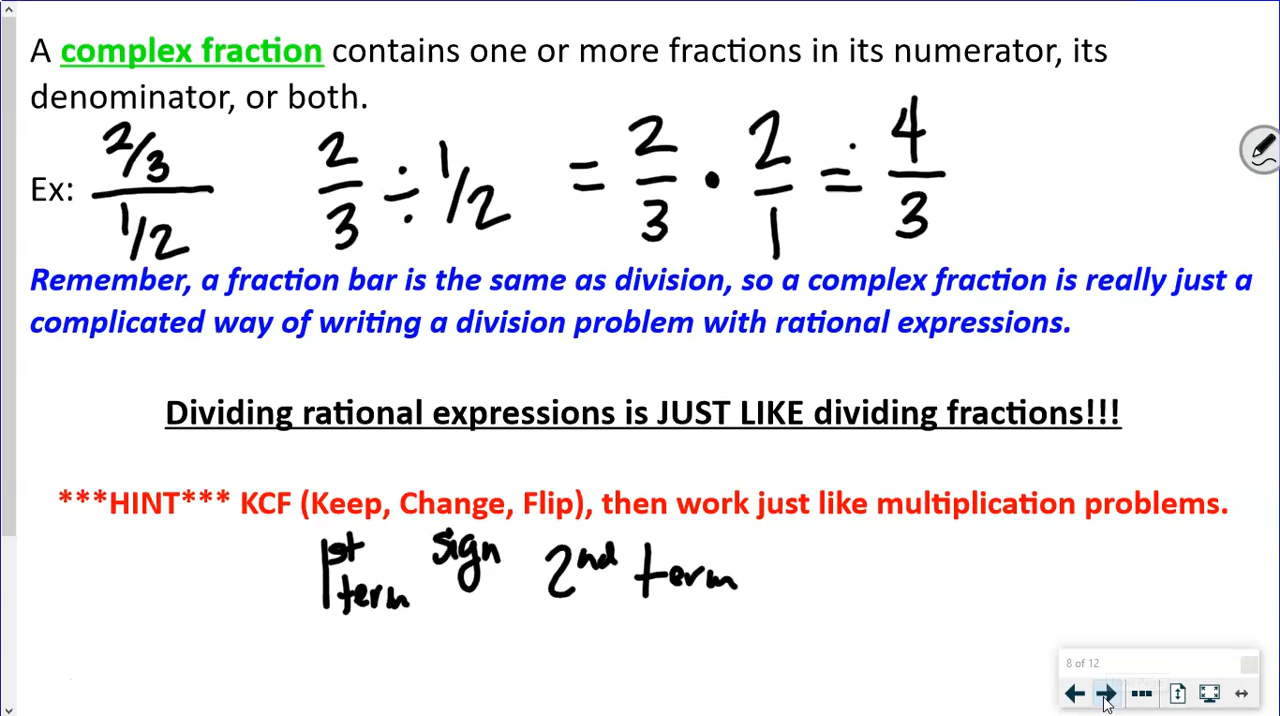 A complex fraction contains one or more fractions in its numerator, its
denominator, or both.
Ex: 2/3 / 1/2   2/3 ÷ 1/2 = 2/3 · 2/1 = 4/3
Remember, a fraction bar is the same as division, so a complex fraction is really just a
complicated way of writing a division problem with rational expressions.
Dividing rational expressions is JUST LIKE dividing fractions!!!
***HINT*** KCF (Keep, Change, Flip), then work just like multiplication problems.
1st term sign 2nd term
8 of 12